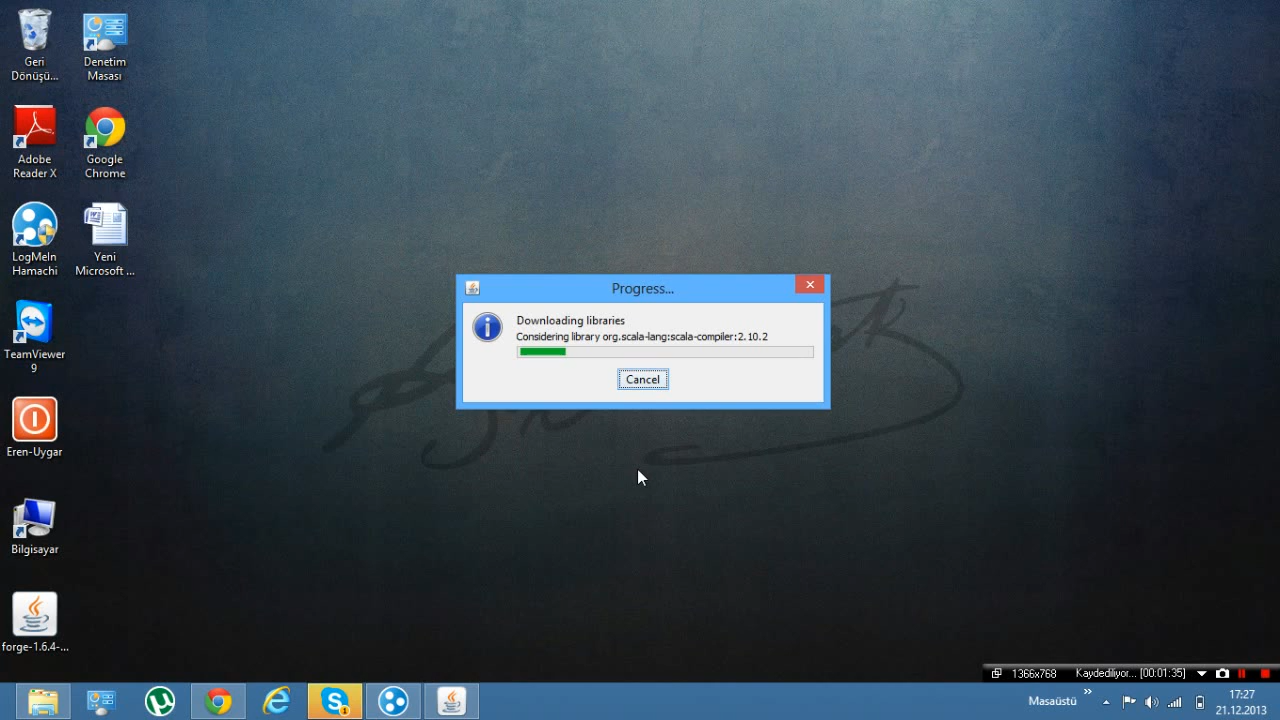 Geri
Dönüşü...
Denetim
Masası
Adobe
Reader X
Google
Chrome
LogMeIn
Hamachi
Yeni
Microsoft ...
TeamViewer
9
Eren-Uygar
Bilgisayar
forge-1.6.4-...
Progress...
Downloading libraries
Considering library org.scala-lang:scala-compiler:2.10.2
Cancel
1366x768 Kaydediliyor... [00:01:35]
Masaüstü
17:27
21.12.2013